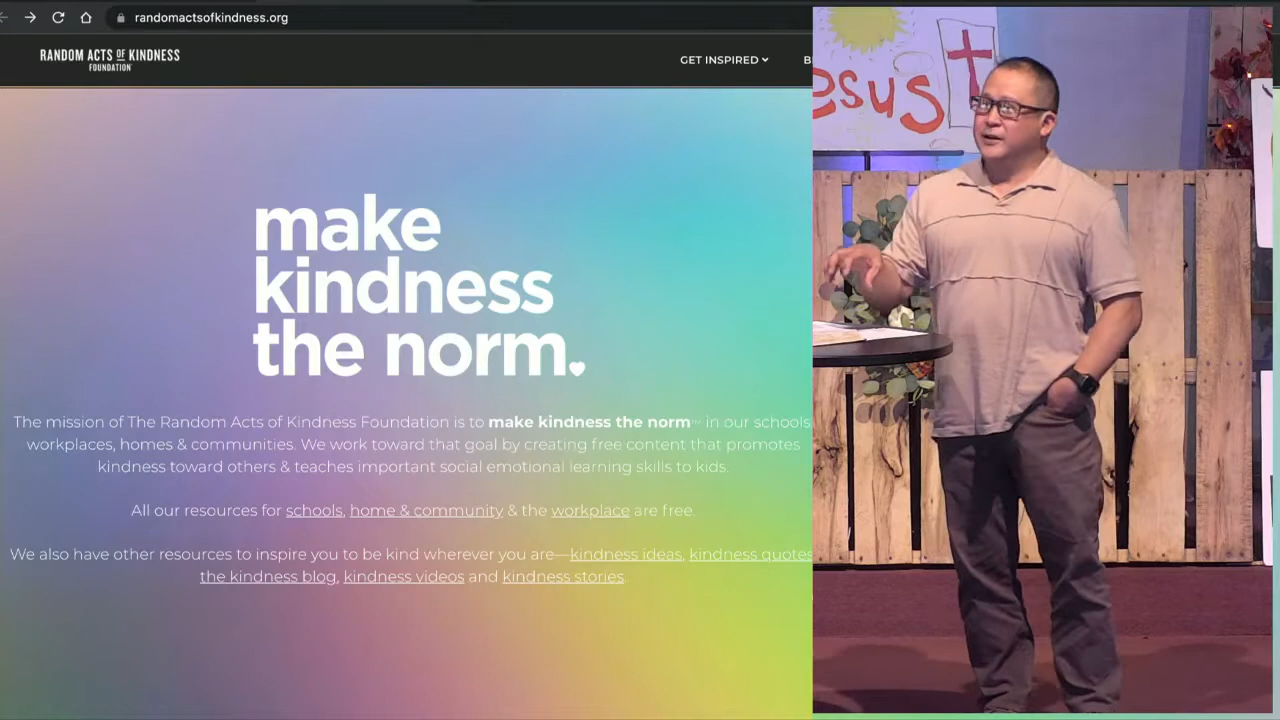 randomactsofkindness.org
RANDOM ACTS OF KINDNESS
FOUNDATION
GET INSPIRED
B
make
kindness
the norm.
The mission of The Random Acts of Kindness Foundation is to make kindness the norm™ in our schools,
workplaces, homes & communities. We work toward that goal by creating free content that promotes
kindness toward others & teaches important social emotional learning skills to kids.
All our resources for schools, home & community & the workplace are free.
We also have other resources to inspire you to be kind wherever you are—kindness ideas, kindness quotes,
the kindness blog, kindness videos and kindness stories.
esus